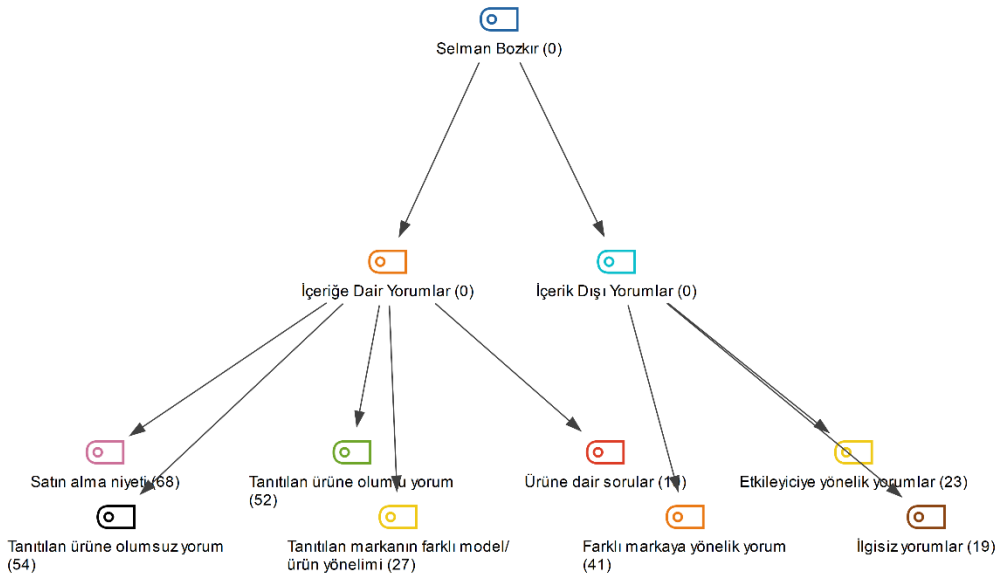 Selman Bozkır (0)
İçeriğe Dair Yorumlar (0)
İçerik Dışı Yorumlar (0)
Satın alma niyeti (68)
Tanıtılan ürüne olumlu yorum
(52)
Ürüne dair sorular
Etkileyiciye yönelik yorumlar (23)
Tanıtılan ürüne olumsuz yorum
(54)
Tanıtılan markanın farklı model/
ürün yönelimi (27)
Farklı markaya yönelik yorum
(41)
İlgisiz yorumlar (19)